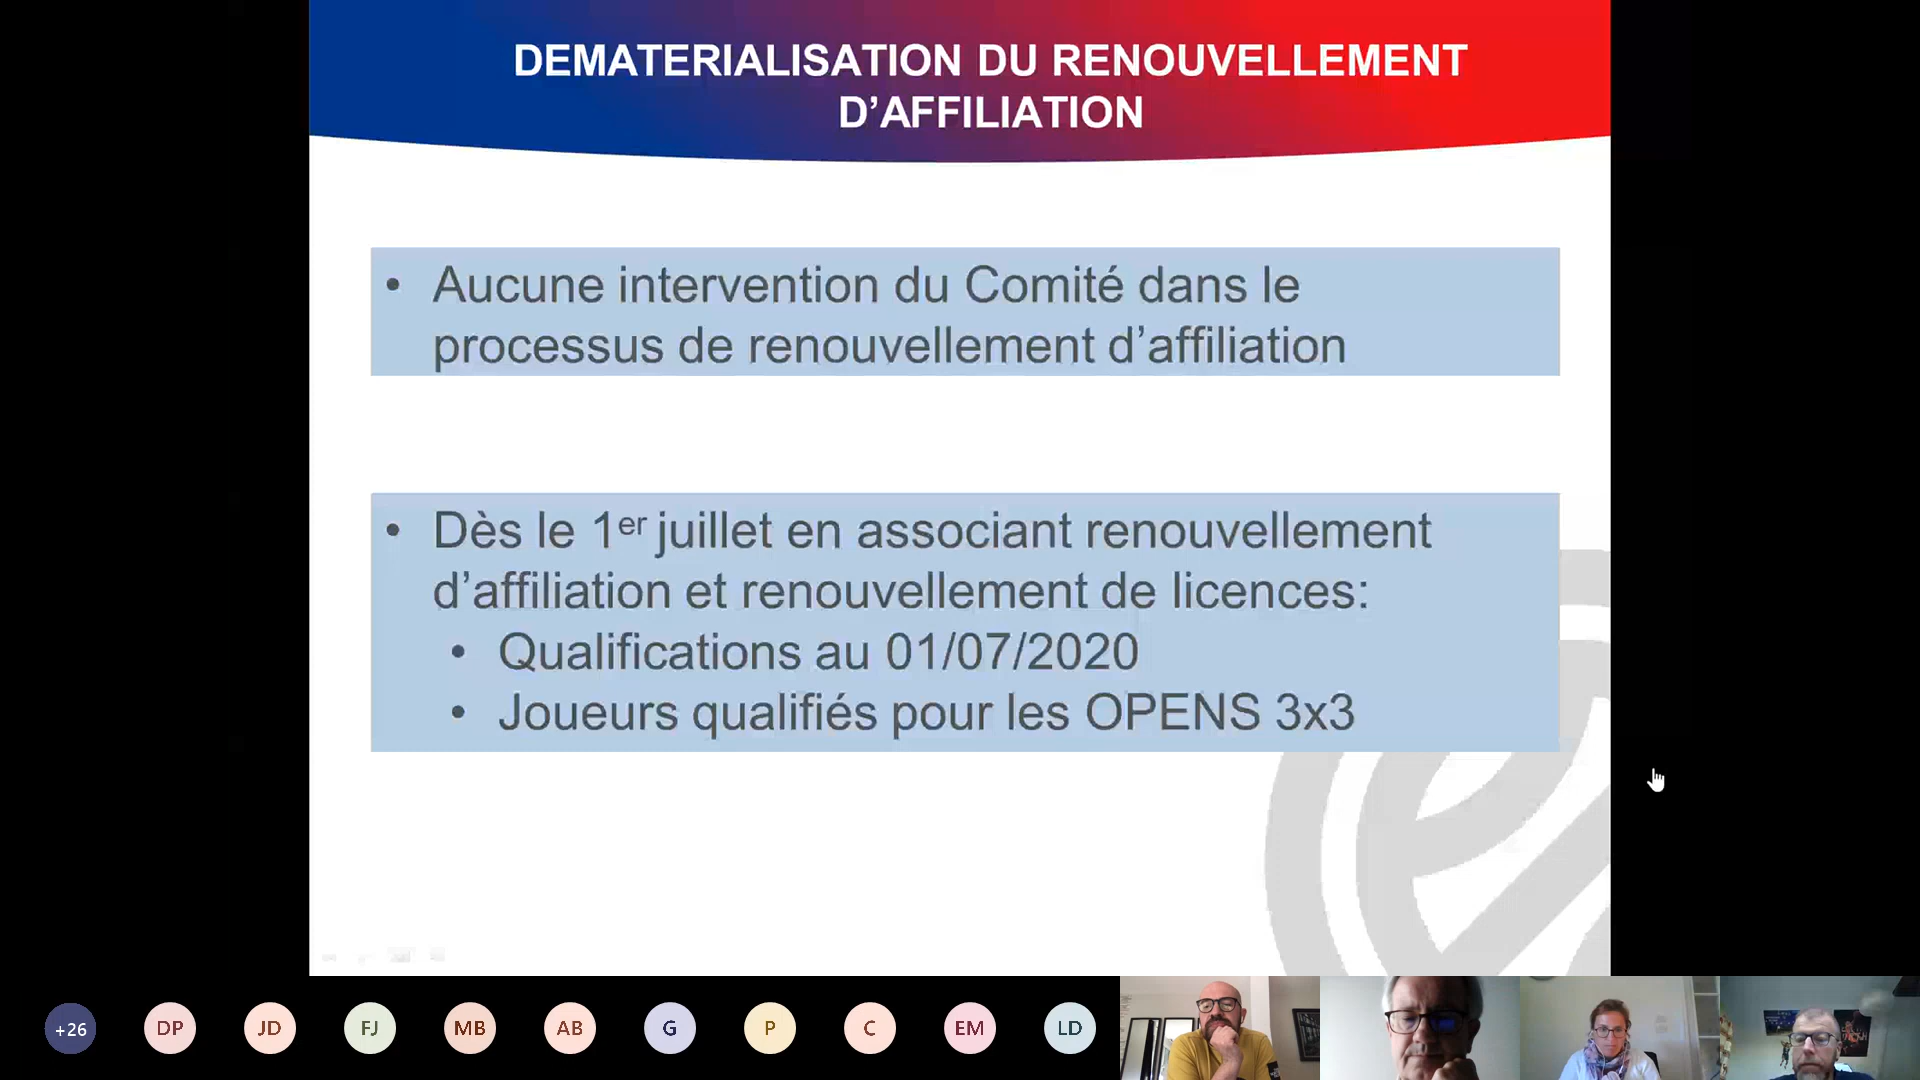 DEMATERIALISATION DU RENOUVELLEMENT
D’AFFILIATION
• Aucune intervention du Comité dans le
processus de renouvellement d’affiliation
• Dès le 1er juillet en associant renouvellement
d’affiliation et renouvellement de licences:
• Qualifications au 01/07/2020
• Joueurs qualifiés pour les OPENS 3x3
+26 DP JD FJ MB AB G P C EM LD